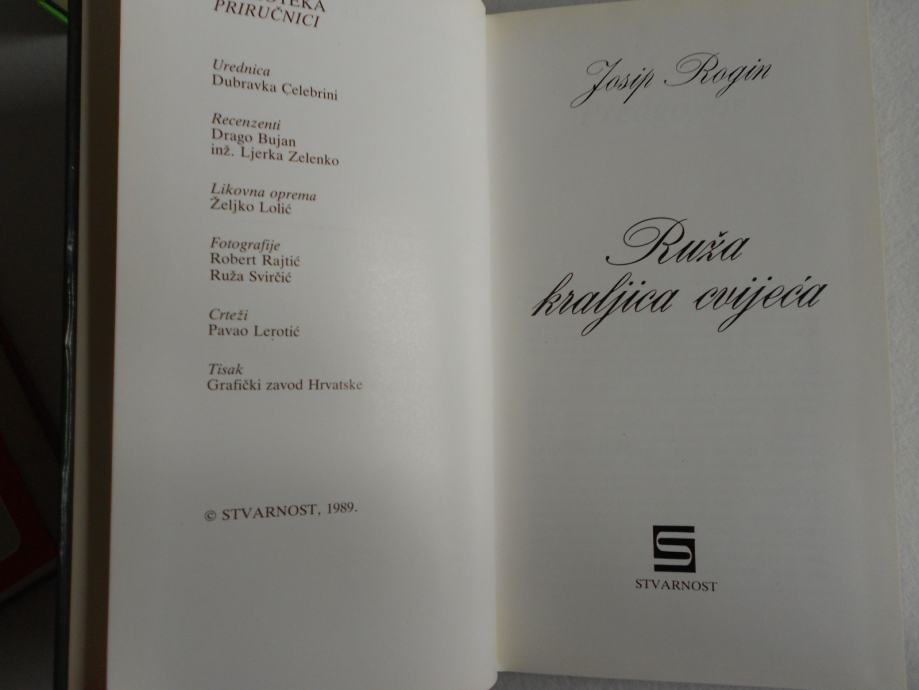 PRIRUČNICI
Urednica
Dubravka Celebrini
Recenzenti
Drago Bujan
inž. Ljerka Zelenko
Likovna oprema
Željko Lolić
Fotografije
Robert Rajtić
Ruža Svirčić
Crteži
Pavao Lerotić
Tisak
Grafički zavod Hrvatske
© STVARNOST, 1989.
Josip Rogin
Ruža
kraljica cvijeća
S
STVARNOST